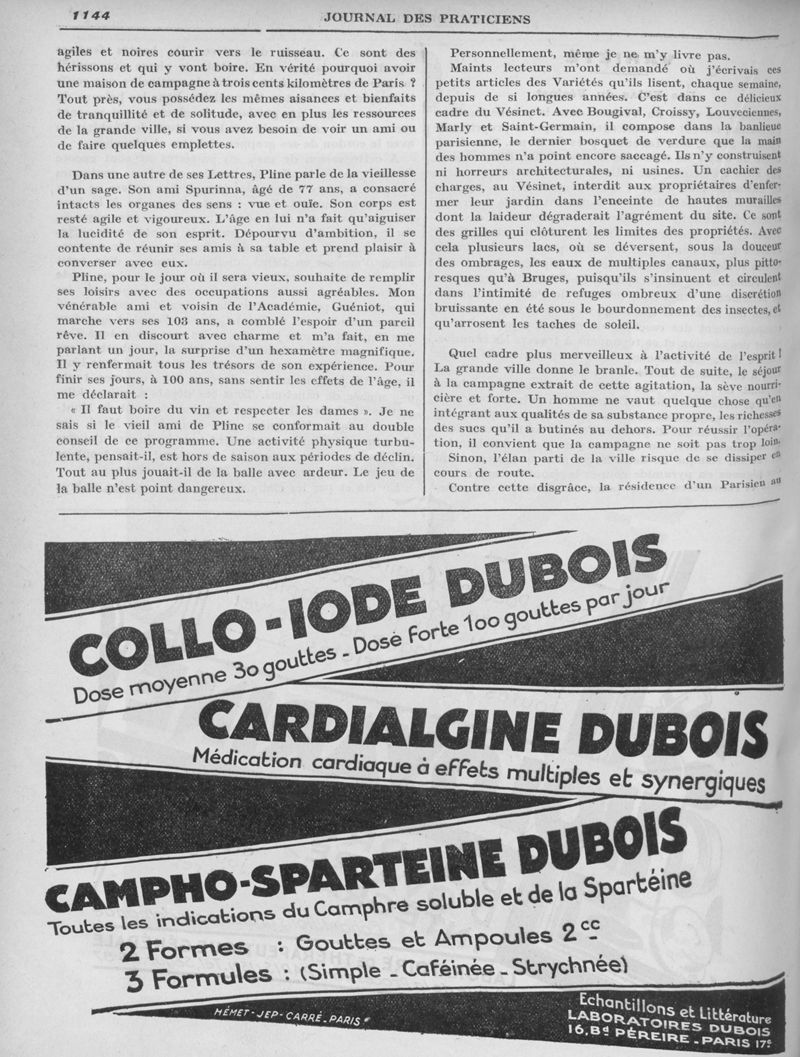 1144
JOURNAL DES PRATICIENS
agiles et noires courir vers le ruisseau. Ce sont des
hérissons et qui y vont boire. En vérité pourquoi avoir
une maison de campagne à trois cents kilomètres de Paris ?
Tout près, vous possédez les mêmes aisances et bienfaits
de tranquillité et de solitude, avec en plus les ressources
de la grande ville, si vous avez besoin de voir un ami ou
de faire quelques emplettes.
Dans une autre de ses Lettres, Pline parle de la vieillesse
d'un sage. Son ami Spurinna, âgé de 77 ans, a consacré
intacts les organes des sens : vue et ouïe. Son corps est
resté agile et vigoureux. L'âge en lui n'a fait qu'aiguiser
la lucidité de son esprit. Dépourvu d'ambition, il se
contente de réunir ses amis à sa table et prend plaisir à
converser avec eux.
Pline, pour le jour où il sera vieux, souhaite de remplir
ses loisirs avec des occupations aussi agréables. Mon
vénérable ami et voisin de l'Académie, Guéniot, qui
marche vers ses 103 ans, a comblé l'espoir d'un pareil
rêve. Il en discourt avec charme et m'a fait, en me
parlant un jour, la surprise d'un hexamètre magnifique.
Il y renfermait tous les trésors de son expérience. Pour
finir ses jours, à 100 ans, sans sentir les effets de l'âge, il
me déclarait :
« Il faut boire du vin et respecter les dames ». Je ne
sais si le vieil ami de Pline se conformait au double
conseil de ce programme. Une activité physique turbu-
lente, pensait-il, est hors de saison aux périodes de déclin.
Tout au plus jouait-il de la balle avec ardeur. Le jeu de
la balle n'est point dangereux.
Personnellement, même je ne m'y livre pas.
Maints lecteurs m'ont demandé où j'écrivais ces
petits articles des Variétés qu'ils lisent, chaque semaine,
depuis de si longues années. C'est dans ce délicieux
cadre du Vésinet. Avec Bougival, Croissy, Louveciennes,
Marly et Saint-Germain, il compose dans la banlieue
parisienne, le dernier bosquet de verdure que la main
des hommes n'a point encore saccagé. Ils n'y construisent
ni horreurs architecturales, ni usines. Un cachier des
charges, au Vésinet, interdit aux propriétaires d'enfer-
mer leur jardin dans l'enceinte de hautes murailles
dont la laideur dégraderait l'agrément du site. Ce sont
des grilles qui clôturent les limites des propriétés. Avec
cela plusieurs lacs, où se déversent, sous la douceur
des ombrages, les eaux de multiples canaux, plus pitto-
resques qu'à Bruges, puisqu'ils s'insinuent et circulent
dans l'intimité de refuges ombreux d'une discrétion
bruissante en été sous le bourdonnement des insectes, et
qu'arrosent les taches de soleil.
Quel cadre plus merveilleux à l'activité de l'esprit !
La grande ville donne le branle. Tout de suite, le séjour
à la campagne extrait de cette agitation, la sève nourri-
cière et forte. Un homme ne vaut quelque chose qu'en
intégrant aux qualités de sa substance propre, les richesses
des sucs qu'il a butinés au dehors. Pour réussir l'opéra-
tion, il convient que la campagne ne soit pas trop loin.
Sinon, l'élan parti de la ville risque de se dissiper en
cours de route.
Contre cette disgrâce, la résidence d'un Parisien au
COLLO-IODE DUBOIS
Dose moyenne 30 gouttes - Dose forte 100 gouttes par jour
CARDIALGINE DUBOIS
Médication cardiaque à effets multiples et synergiques
CAMPHO-SPARTEINE DUBOIS
Toutes les indications du Camphre soluble et de la Spartéine
2 Formes : Gouttes et Ampoules 2cc
3 Formules : (Simple - Caféinée - Strychnée)
HÉMET-JEP-CARRÉ-PARIS
Echantillons et Littérature
LABORATOIRES DUBOIS
16, Bd PÉREIRE - PARIS 17e